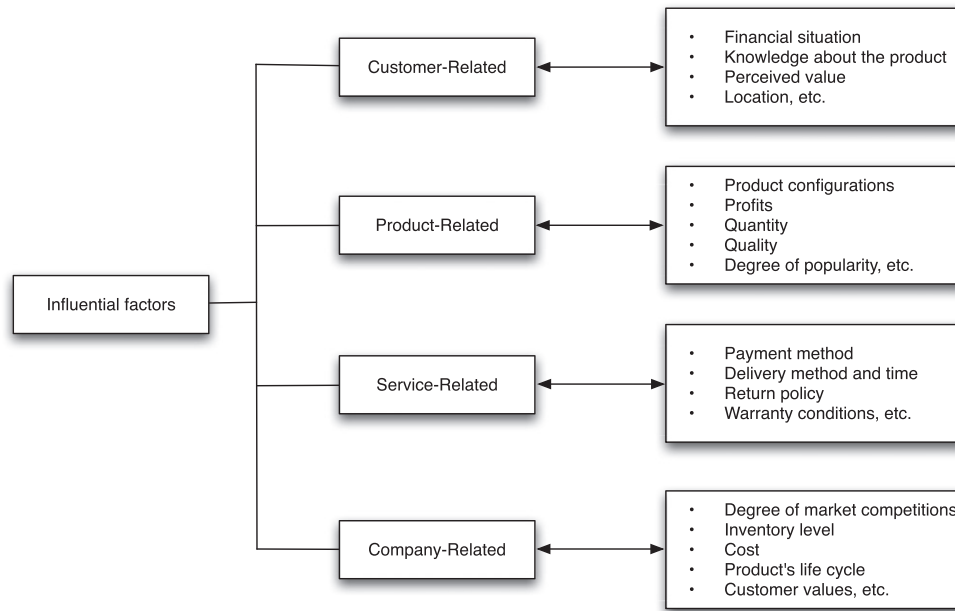 Influential factors
Customer-Related
• Financial situation
• Knowledge about the product
• Perceived value
• Location, etc.
Product-Related
• Product configurations
• Profits
• Quantity
• Quality
• Degree of popularity, etc.
Service-Related
• Payment method
• Delivery method and time
• Return policy
• Warranty conditions, etc.
Company-Related
• Degree of market competitions
• Inventory level
• Cost
• Product's life cycle
• Customer values, etc.